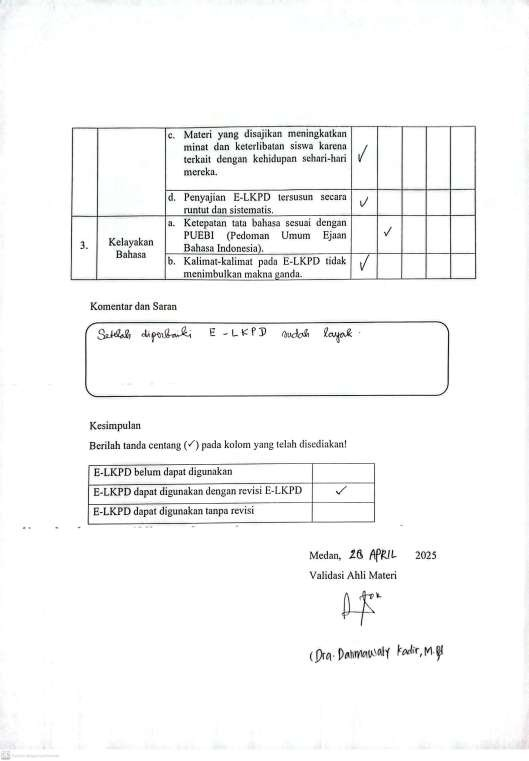 c. Materi yang disajikan meningkatkan
minat dan keterlibatan siswa karena
terkait dengan kehidupan sehari-hari
mereka.
✓
d. Penyajian E-LKPD tersusun secara
runtut dan sistematis.
✓
3.
Kelayakan
Bahasa
a. Ketepatan tata bahasa sesuai dengan
PUEBI (Pedoman Umum Ejaan
Bahasa Indonesia).
✓
b. Kalimat-kalimat pada E-LKPD tidak
menimbulkan makna ganda.
✓
Komentar dan Saran
Setelah diperbaiki E-LKPD sudah layak.
Kesimpulan
Berilah tanda centang (✓) pada kolom yang telah disediakan!
E-LKPD belum dapat digunakan
E-LKPD dapat digunakan dengan revisi E-LKPD ✓
E-LKPD dapat digunakan tanpa revisi
Medan, 28 APRIL 2025
Validasi Ahli Materi
(Dra. Kadir, M.